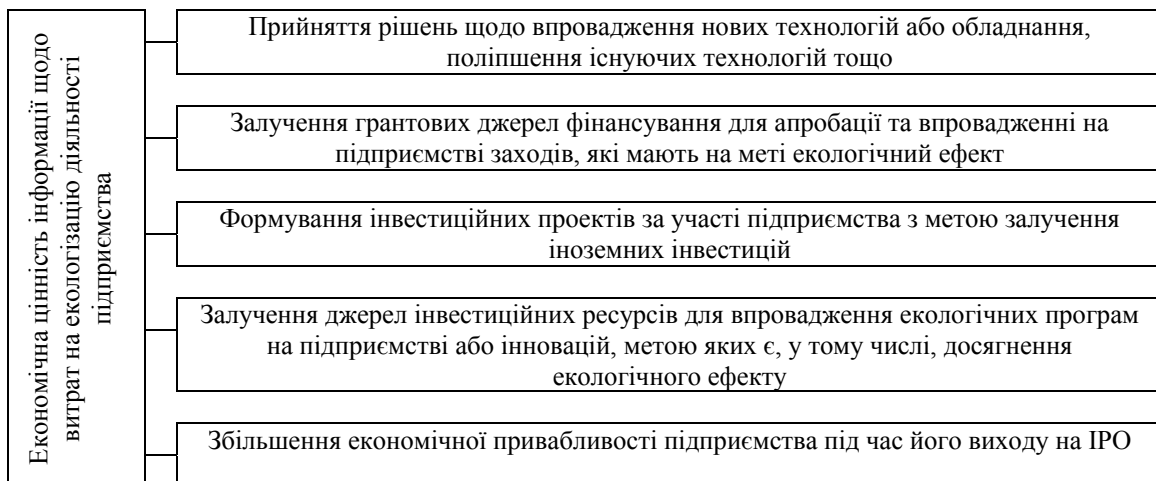 Економічна цінність інформації щодо
витрат на екологізацію діяльності
підприємства
Прийняття рішень щодо впровадження нових технологій або обладнання,
поліпшення існуючих технологій тощо
Залучення грантових джерел фінансування для апробації та впровадженні на
підприємстві заходів, які мають на меті екологічний ефект
Формування інвестиційних проектів за участі підприємства з метою залучення
іноземних інвестицій
Залучення джерел інвестиційних ресурсів для впровадження екологічних програм
на підприємстві або інновацій, метою яких є, у тому числі, досягнення
екологічного ефекту
Збільшення економічної привабливості підприємства під час його виходу на IPO